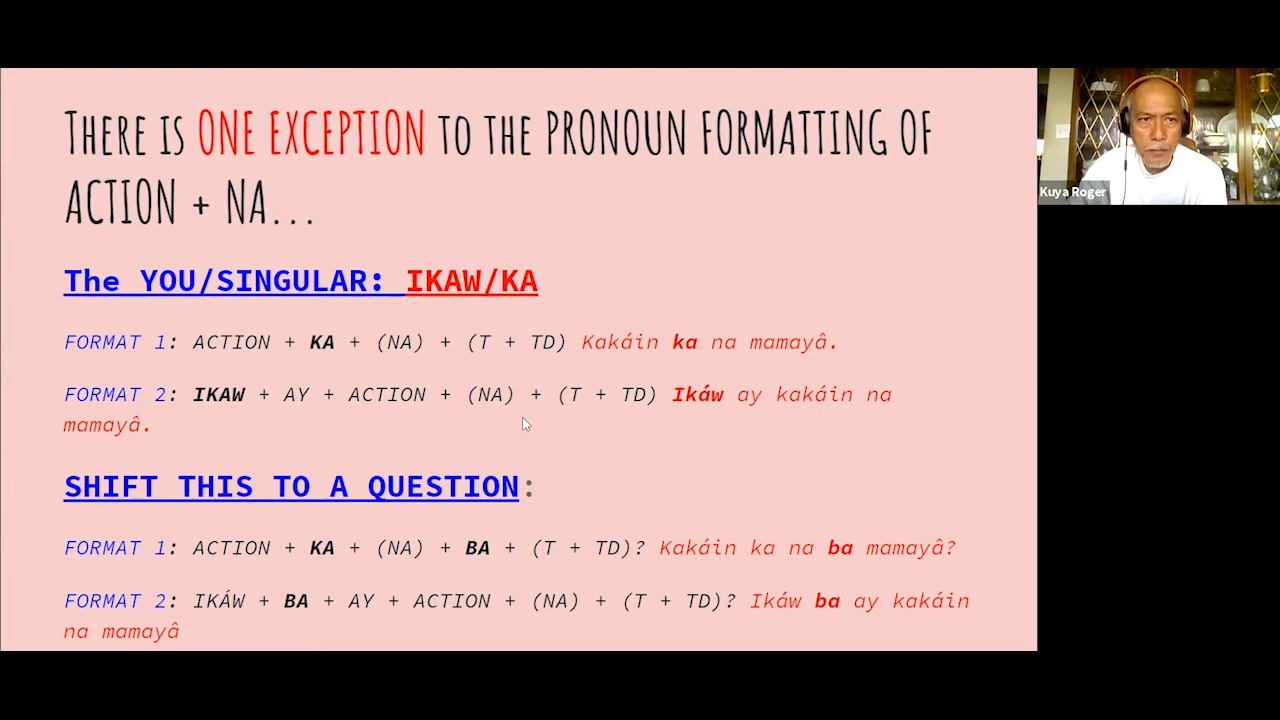 THERE IS ONE EXCEPTION TO THE PRONOUN FORMATTING OF
ACTION + NA...
The YOU/SINGULAR: IKAW/KA
FORMAT 1: ACTION + KA + (NA) + (T + TD) Kakáin ka na mamayâ.
FORMAT 2: IKAW + AY + ACTION + (NA) + (T + TD) Ikáw ay kakáin na
mamayâ.
SHIFT THIS TO A QUESTION:
FORMAT 1: ACTION + KA + (NA) + BA + (T + TD)? Kakáin ka na ba mamayâ?
FORMAT 2: IKÁW + BA + AY + ACTION + (NA) + (T + TD)? Ikáw ba ay kakáin
na mamayâ
Kuya Roger